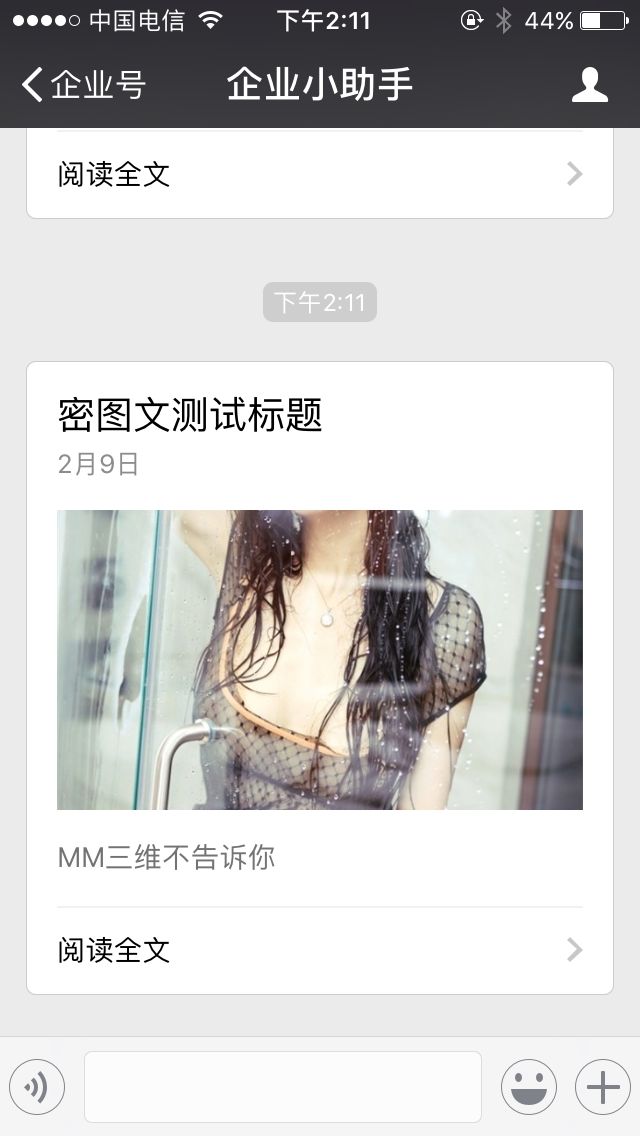 中国电信
下午2:11
44%
企业号
企业小助手
阅读全文
下午2:11
密图文测试标题
2月9日
MM三维不告诉你
阅读全文